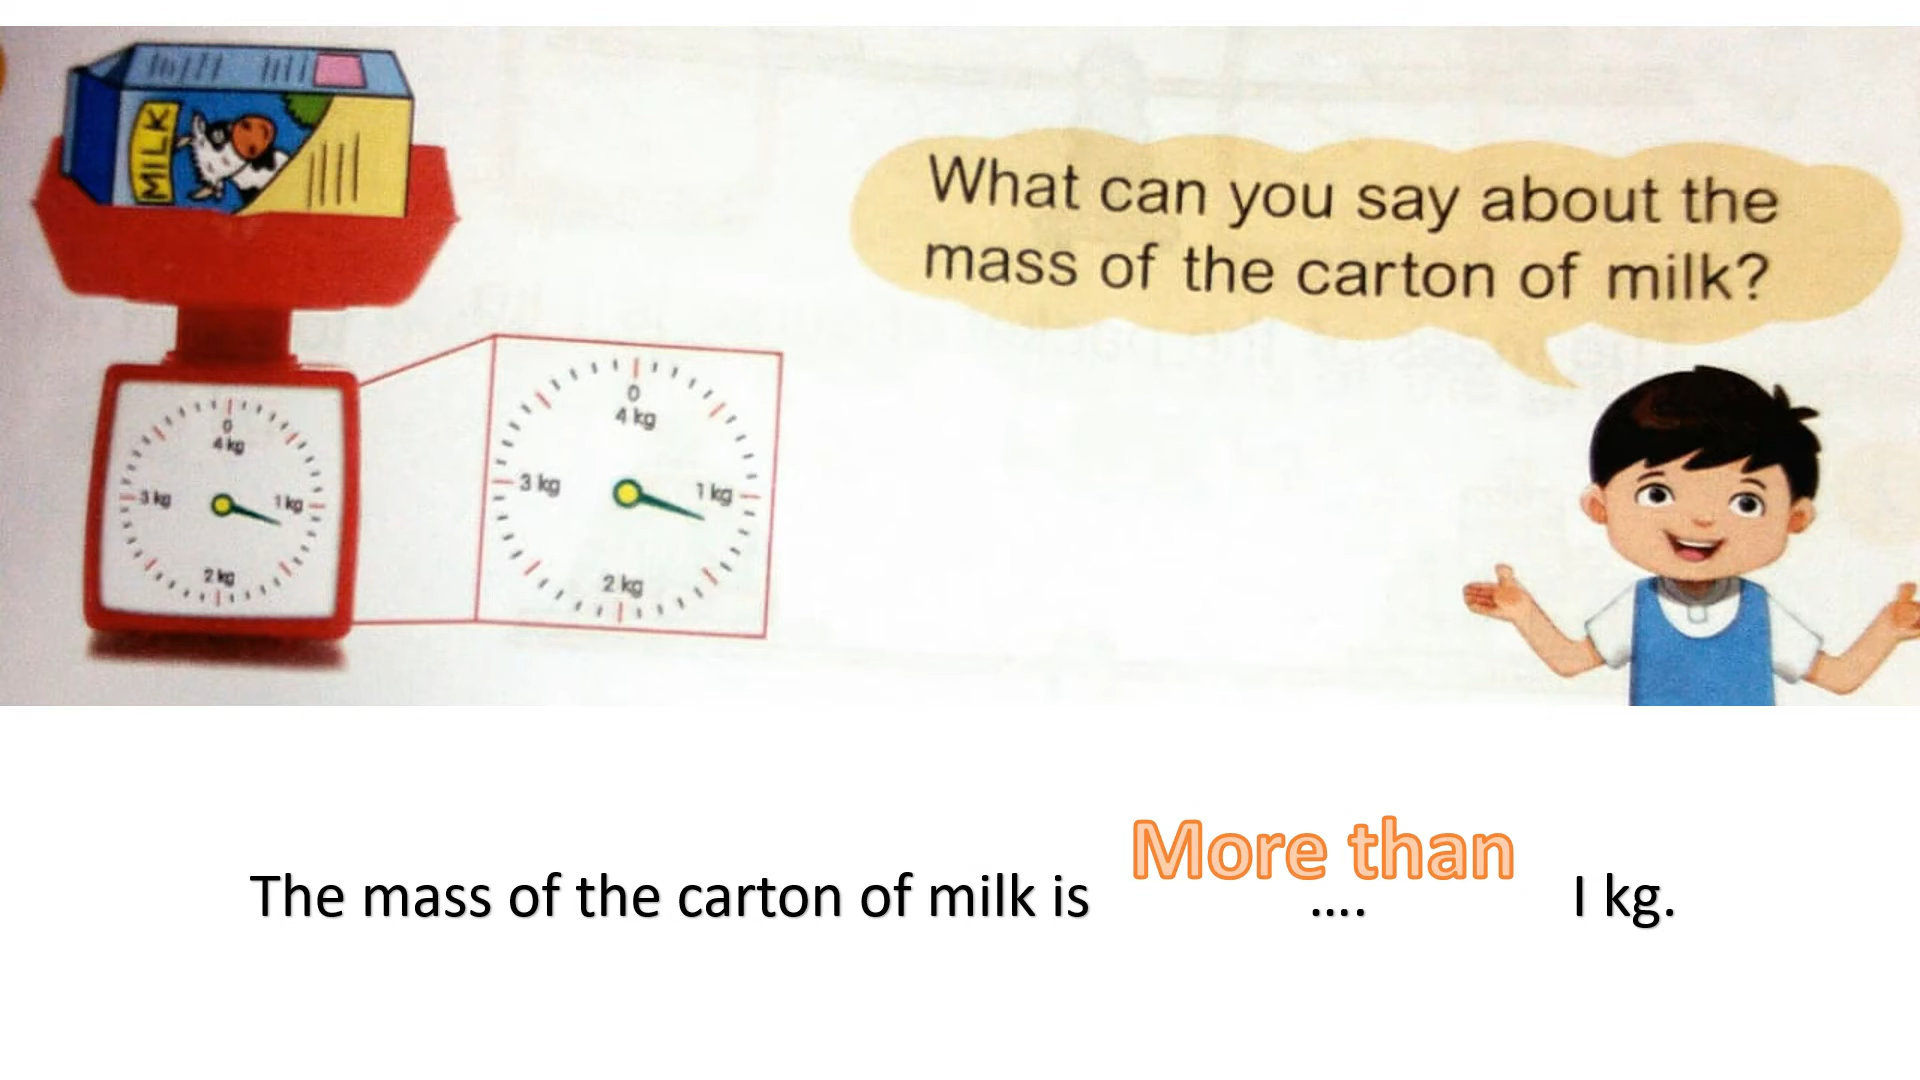 MILK
What can you say about the
mass of the carton of milk?
0
4 kg
3 kg
1 kg
2 kg
0
4 kg
3 kg
1 kg
2 kg
The mass of the carton of milk is More than .... I kg.